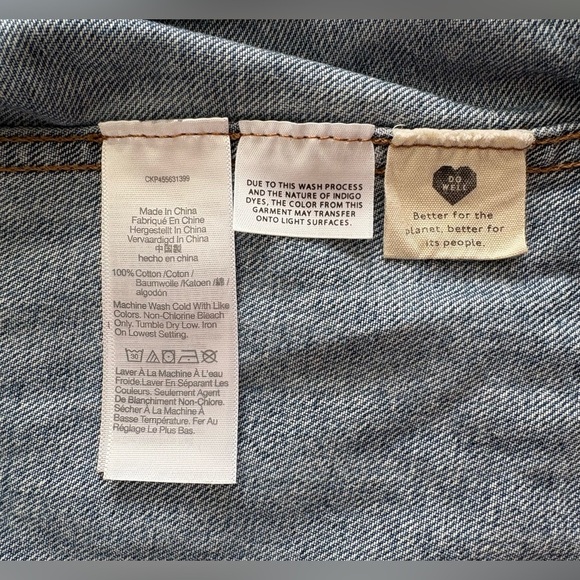 CKP455631399
Made in China
Fabriqué En Chine
Hergestellt In China
Vervaardigd In China
中国製
hecho en china
100% Cotton /Coton /
Baumwolle /Katoen /綿 /
algodón
Machine Wash Cold With Like
Colors. Non-Chlorine Bleach
Only. Tumble Dry Low. Iron
On Lowest Setting.
30
Laver À La Machine À L'eau
Froide.Laver En Séparant Les
Couleurs. Seulement Agent
De Blanchiment Non-Chlore.
Sécher À La Machine À
Basse Température. Fer Au
Réglage Le Plus Bas.
DUE TO THIS WASH PROCESS
AND THE NATURE OF INDIGO
DYES, THE COLOR FROM THIS
GARMENT MAY TRANSFER
ONTO LIGHT SURFACES.
DO
WELL
Better for the
planet, better for
its people.